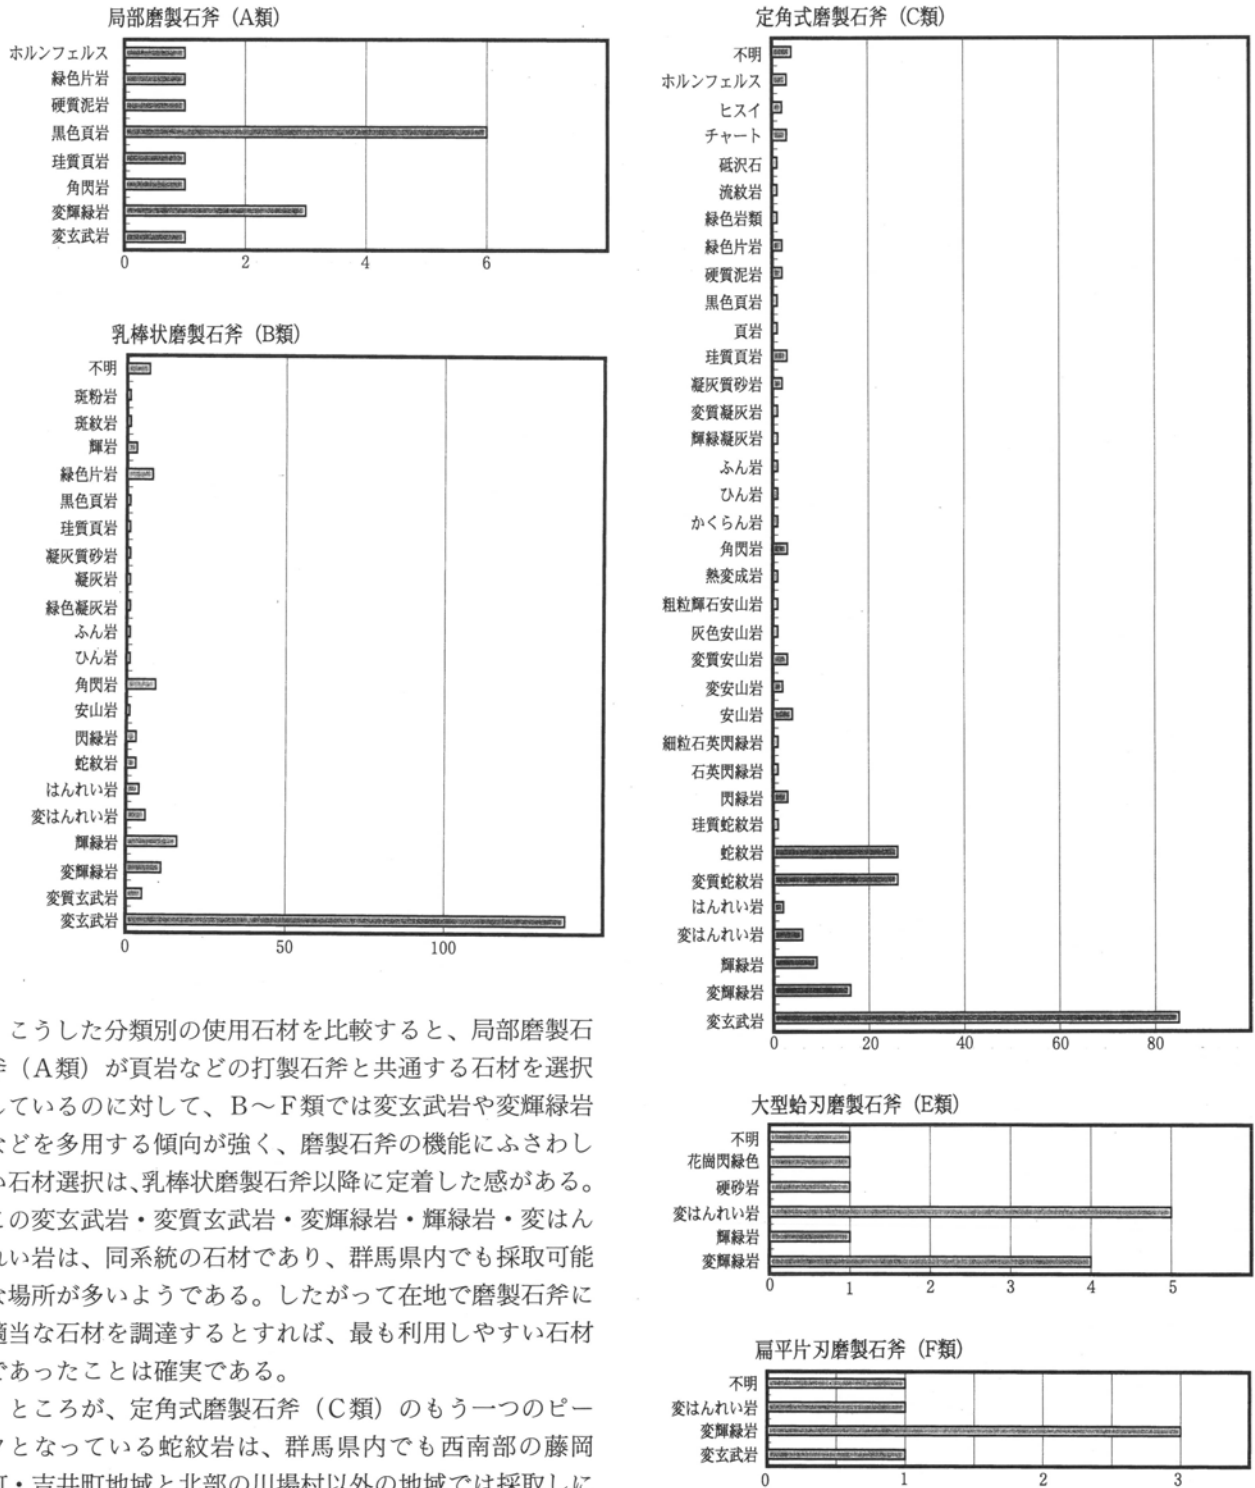 局部磨製石斧（A類）
ホルンフェルス
緑色片岩
硬質泥岩
黒色頁岩
珪質頁岩
角閃岩
変輝緑岩
変玄武岩
0 2 4 6
乳棒状磨製石斧（B類）
不明
斑粉岩
斑紋岩
輝岩
緑色片岩
黒色頁岩
珪質頁岩
凝灰質砂岩
凝灰岩
緑色凝灰岩
ふん岩
ひん岩
角閃岩
安山岩
閃緑岩
蛇紋岩
はんれい岩
変はんれい岩
輝緑岩
変輝緑岩
変質玄武岩
変玄武岩
0 50 100
こうした分類別の使用石材を比較すると、局部磨製石
斧（A類）が頁岩などの打製石斧と共通する石材を選択
しているのに対して、B～F類では変玄武岩や変輝緑岩
などを多用する傾向が強く、磨製石斧の機能にふさわし
い石材選択は、乳棒状磨製石斧以降に定着した感がある。
この変玄武岩・変質玄武岩・変輝緑岩・輝緑岩・変はん
れい岩は、同系統の石材であり、群馬県内でも採取可能
な場所が多いようである。したがって在地で磨製石斧に
適当な石材を調達するとすれば、最も利用しやすい石材
であったことは確実である。
ところが、定角式磨製石斧（C類）のもう一つのピー
クとなっている蛇紋岩は、群馬県内でも西南部の藤岡
町・吉井町地域と北部の川場村以外の地域では採取しに
定角式磨製石斧（C類）
不明
ホルンフェルス
ヒスイ
チャート
砥沢石
流紋岩
緑色岩類
緑色片岩
硬質泥岩
黒色頁岩
頁岩
珪質頁岩
凝灰質砂岩
変質凝灰岩
輝緑凝灰岩
ふん岩
ひん岩
かくらん岩
角閃岩
熱変成岩
粗粒輝石安山岩
灰色安山岩
変質安山岩
変安山岩
安山岩
細粒石英閃緑岩
石英閃緑岩
閃緑岩
珪質蛇紋岩
蛇紋岩
変質蛇紋岩
はんれい岩
変はんれい岩
輝緑岩
変輝緑岩
変玄武岩
0 20 40 60 80
大型蛤刃磨製石斧（E類）
不明
花崗閃緑色
硬砂岩
変はんれい岩
輝緑岩
変輝緑岩
0 1 2 3 4 5
扁平片刃磨製石斧（F類）
不明
変はんれい岩
変輝緑岩
変玄武岩
0 1 2 3